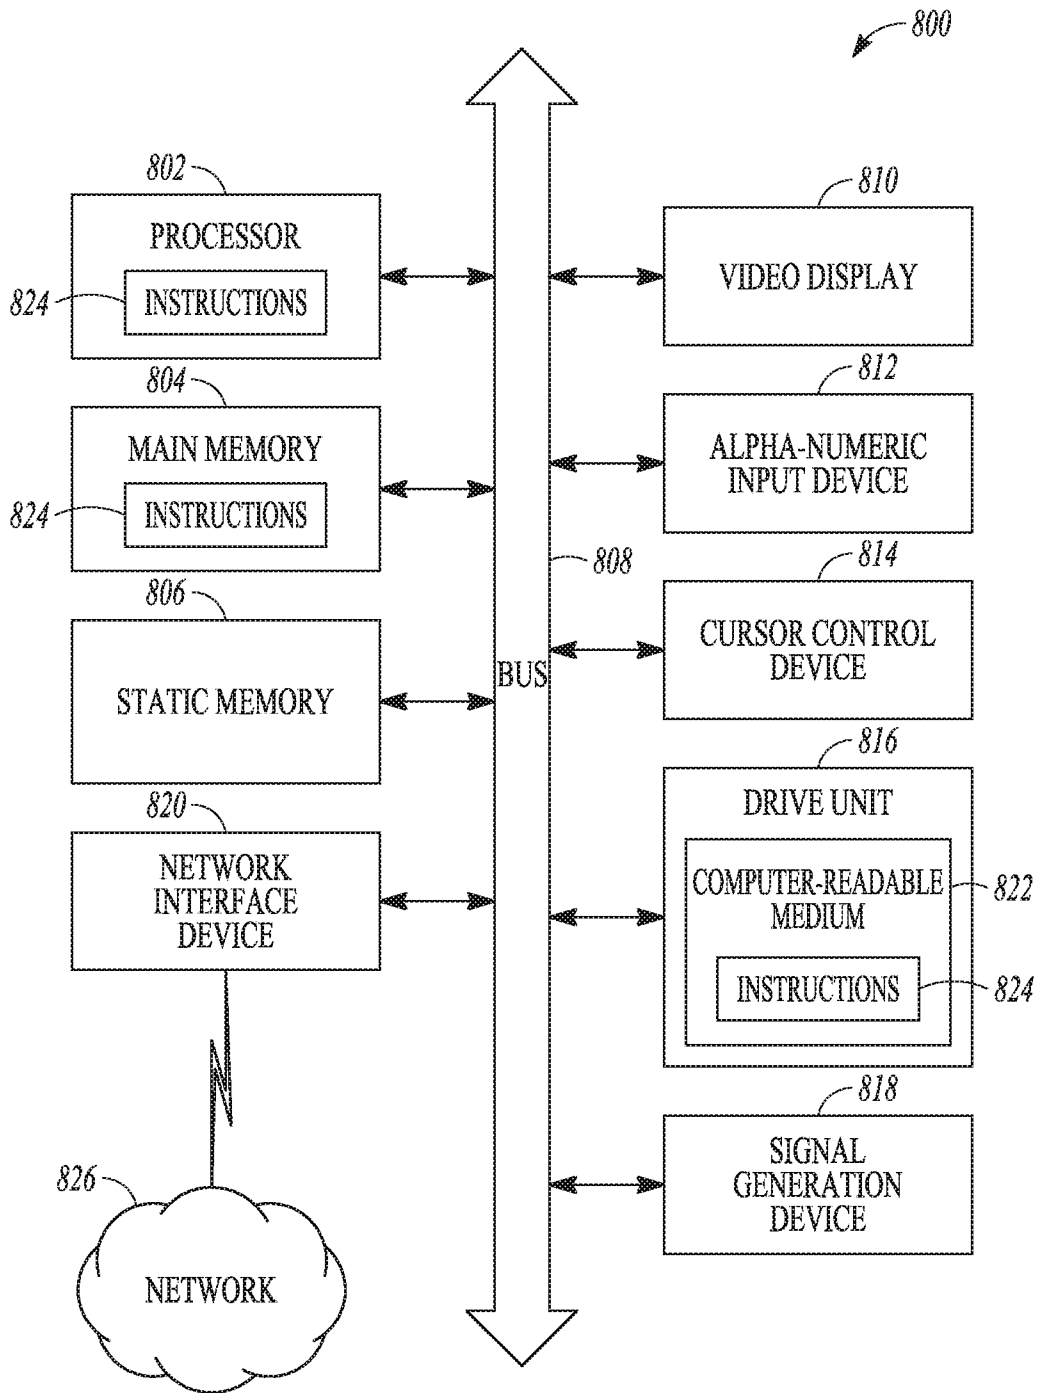 800
802
PROCESSOR
824
INSTRUCTIONS
804
MAIN MEMORY
824
INSTRUCTIONS
806
STATIC MEMORY
820
NETWORK
INTERFACE
DEVICE
826
NETWORK
BUS
808
810
VIDEO DISPLAY
812
ALPHA-NUMERIC
INPUT DEVICE
814
CURSOR CONTROL
DEVICE
816
DRIVE UNIT
COMPUTER-READABLE
MEDIUM
822
INSTRUCTIONS
824
818
SIGNAL
GENERATION
DEVICE